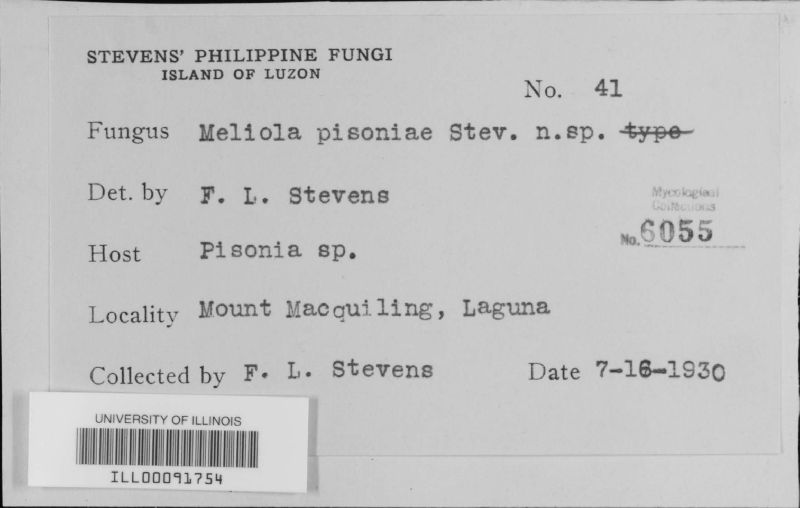 STEVENS' PHILIPPINE FUNGI
ISLAND OF LUZON
No. 41
Fungus Meliola pisoniae Stev. n.sp. type
Det. by F. L. Stevens
Mycological
Collections
No. 6055
Host Pisonia sp.
Locality Mount Macquiling, Laguna
Collected by F. L. Stevens Date 7-16-1930
UNIVERSITY OF ILLINOIS
ILL00091754